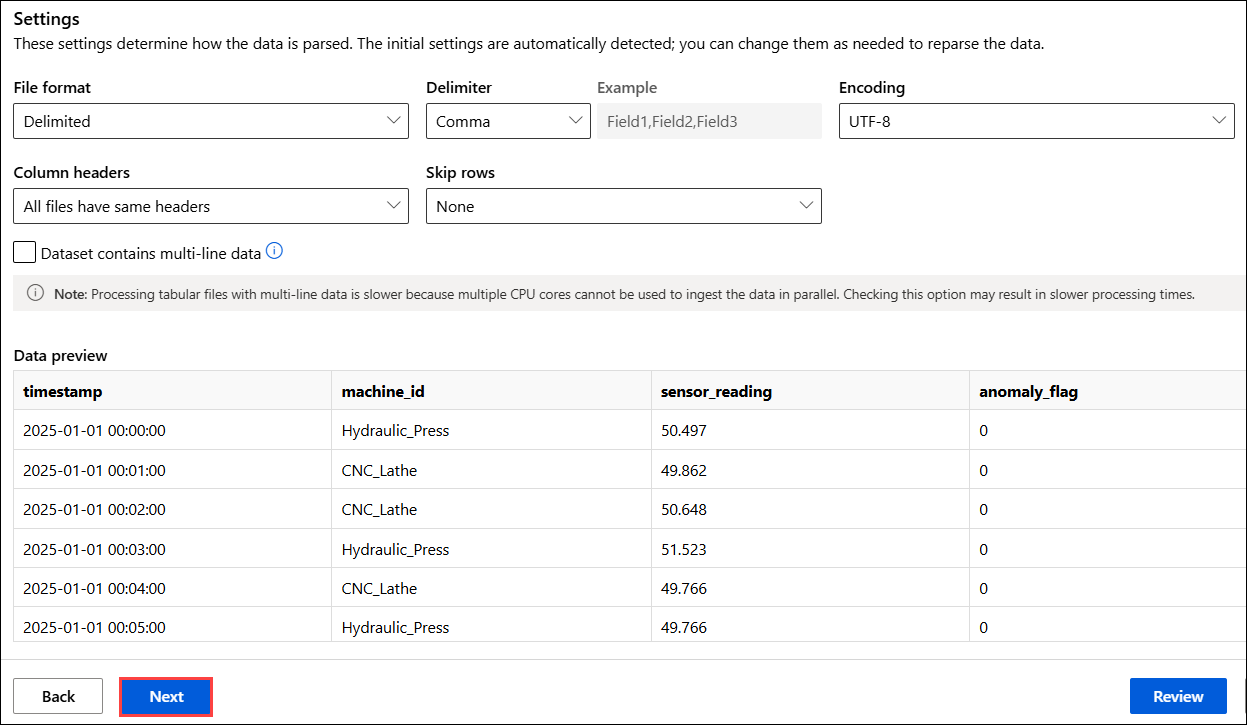 Settings
These settings determine how the data is parsed. The initial settings are automatically detected; you can change them as needed to reparse the data.
File format Delimiter Example Encoding
Delimited Comma Field1,Field2,Field3 UTF-8
Column headers Skip rows
All files have same headers None
Dataset contains multi-line data
Note: Processing tabular files with multi-line data is slower because multiple CPU cores cannot be used to ingest the data in parallel. Checking this option may result in slower processing times.
Data preview
timestamp machine_id sensor_reading anomaly_flag
2025-01-01 00:00:00 Hydraulic_Press 50.497 0
2025-01-01 00:01:00 CNC_Lathe 49.862 0
2025-01-01 00:02:00 CNC_Lathe 50.648 0
2025-01-01 00:03:00 Hydraulic_Press 51.523 0
2025-01-01 00:04:00 CNC_Lathe 49.766 0
2025-01-01 00:05:00 Hydraulic_Press 49.766 0
Back Next Review